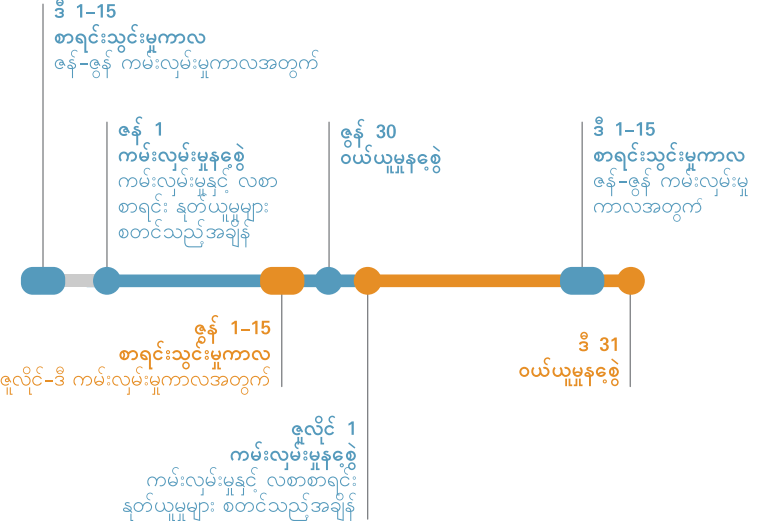 ဒီ 1–15
စာရင်းသွင်းမှုကာလ
ဇန်–ဇွန် ကမ်းလှမ်းမှုကာလအတွက်
ဇန် 1
ကမ်းလှမ်းမှုနေ့စွဲ
ကမ်းလှမ်းမှုနှင့် လစာ
စာရင်း နုတ်ယူမှုများ
စတင်သည့်အချိန်
ဇွန် 30
ဝယ်ယူမှုနေ့စွဲ
ဒီ 1–15
စာရင်းသွင်းမှုကာလ
ဇန်–ဇွန် ကမ်းလှမ်းမှု
ကာလအတွက်
ဇွန် 1–15
စာရင်းသွင်းမှုကာလ
ဇူလိုင်–ဒီ ကမ်းလှမ်းမှုကာလအတွက်
ဒီ 31
ဝယ်ယူမှုနေ့စွဲ
ဇူလိုင် 1
ကမ်းလှမ်းမှုနေ့စွဲ
ကမ်းလှမ်းမှုနှင့် လစာစာရင်း
နုတ်ယူမှုများ စတင်သည့်အချိန်